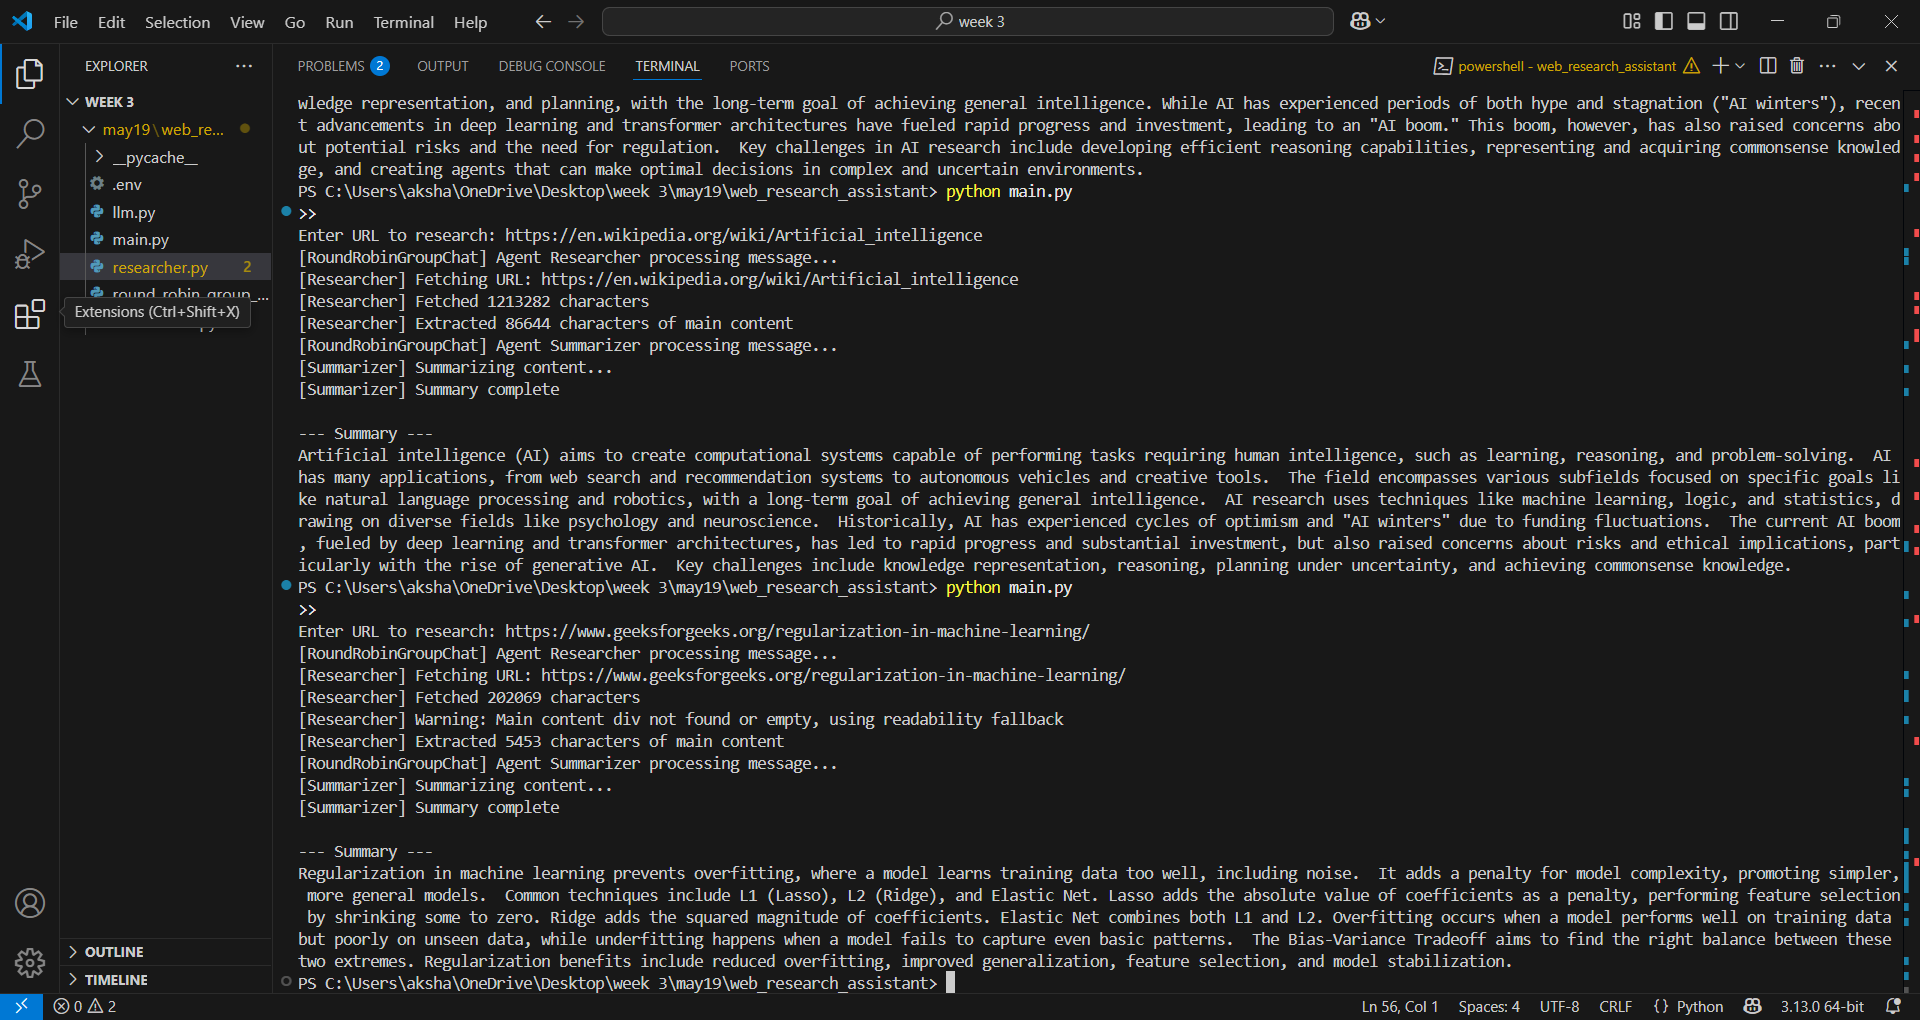 File Edit Selection View Go Run Terminal Help
week 3
EXPLORER
WEEK 3
may19\web_re...
__pycache__
.env
llm.py
main.py
researcher.py 2
round_robin_group_...
Extensions (Ctrl+Shift+X)
OUTLINE
TIMELINE
PROBLEMS 2 OUTPUT DEBUG CONSOLE TERMINAL PORTS
powershell - web_research_assistant
wledge representation, and planning, with the long-term goal of achieving general intelligence. While AI has experienced periods of both hype and stagnation ("AI winters"), recen
t advancements in deep learning and transformer architectures have fueled rapid progress and investment, leading to an "AI boom." This boom, however, has also raised concerns abo
ut potential risks and the need for regulation.  Key challenges in AI research include developing efficient reasoning capabilities, representing and acquiring commonsense knowled
ge, and creating agents that can make optimal decisions in complex and uncertain environments.
PS C:\Users\aksha\OneDrive\Desktop\week 3\may19\web_research_assistant> python main.py
>>
Enter URL to research: https://en.wikipedia.org/wiki/Artificial_intelligence
[RoundRobinGroupChat] Agent Researcher processing message...
[Researcher] Fetching URL: https://en.wikipedia.org/wiki/Artificial_intelligence
[Researcher] Fetched 1213282 characters
[Researcher] Extracted 86644 characters of main content
[RoundRobinGroupChat] Agent Summarizer processing message...
[Summarizer] Summarizing content...
[Summarizer] Summary complete
--- Summary ---
Artificial intelligence (AI) aims to create computational systems capable of performing tasks requiring human intelligence, such as learning, reasoning, and problem-solving.  AI
has many applications, from web search and recommendation systems to autonomous vehicles and creative tools.  The field encompasses various subfields focused on specific goals li
ke natural language processing and robotics, with a long-term goal of achieving general intelligence.  AI research uses techniques like machine learning, logic, and statistics, d
rawing on diverse fields like psychology and neuroscience.  Historically, AI has experienced cycles of optimism and "AI winters" due to funding fluctuations.  The current AI boom
, fueled by deep learning and transformer architectures, has led to rapid progress and substantial investment, but also raised concerns about risks and ethical implications, part
icularly with the rise of generative AI.  Key challenges include knowledge representation, reasoning, planning under uncertainty, and achieving commonsense knowledge.
PS C:\Users\aksha\OneDrive\Desktop\week 3\may19\web_research_assistant> python main.py
>>
Enter URL to research: https://www.geeksforgeeks.org/regularization-in-machine-learning/
[RoundRobinGroupChat] Agent Researcher processing message...
[Researcher] Fetching URL: https://www.geeksforgeeks.org/regularization-in-machine-learning/
[Researcher] Fetched 202069 characters
[Researcher] Warning: Main content div not found or empty, using readability fallback
[Researcher] Extracted 5453 characters of main content
[RoundRobinGroupChat] Agent Summarizer processing message...
[Summarizer] Summarizing content...
[Summarizer] Summary complete
--- Summary ---
Regularization in machine learning prevents overfitting, where a model learns training data too well, including noise.  It adds a penalty for model complexity, promoting simpler,
more general models.  Common techniques include L1 (Lasso), L2 (Ridge), and Elastic Net. Lasso adds the absolute value of coefficients as a penalty, performing feature selection
by shrinking some to zero. Ridge adds the squared magnitude of coefficients. Elastic Net combines both L1 and L2. Overfitting occurs when a model performs well on training data
but poorly on unseen data, while underfitting happens when a model fails to capture even basic patterns.  The Bias-Variance Tradeoff aims to find the right balance between these
two extremes. Regularization benefits include reduced overfitting, improved generalization, feature selection, and model stabilization.
PS C:\Users\aksha\OneDrive\Desktop\week 3\may19\web_research_assistant>
0 2 Ln 56, Col 1 Spaces: 4 UTF-8 CRLF {} Python 3.13.0 64-bit